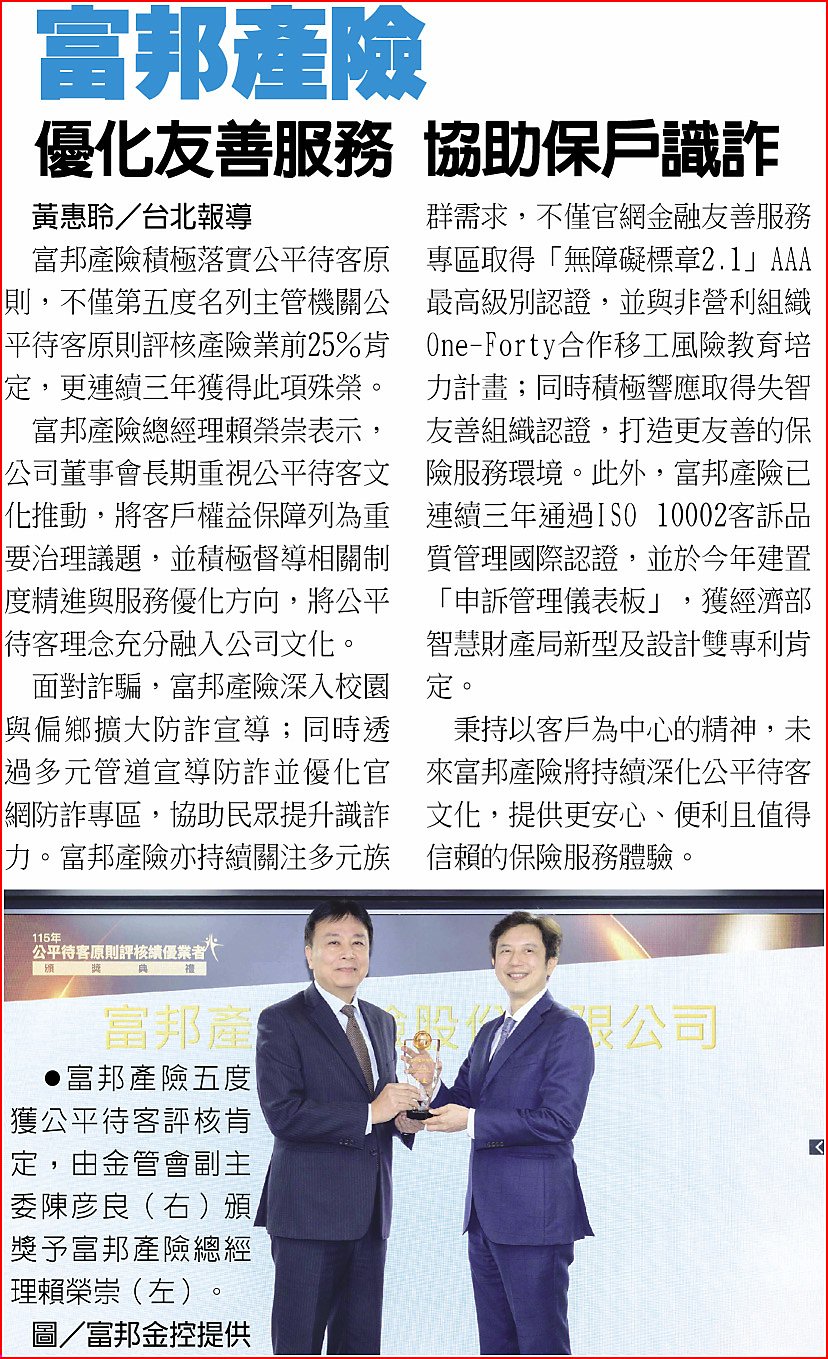 富邦產險
優化友善服務 協助保戶識詐
黃惠聆／台北報導
富邦產險積極落實公平待客原
則，不僅第五度名列主管機關公
平待客原則評核產險業前25%肯
定，更連續三年獲得此項殊榮。
富邦產險總經理賴榮崇表示，
公司董事會長期重視公平待客文
化推動，將客戶權益保障列為重
要治理議題，並積極督導相關制
度精進與服務優化方向，將公平
待客理念充分融入公司文化。
面對詐騙，富邦產險深入校園
與偏鄉擴大防詐宣導；同時透
過多元管道宣導防詐並優化官
網防詐專區，協助民眾提升識詐
力。富邦產險亦持續關注多元族
群需求，不僅官網金融友善服務
專區取得「無障礙標章2.1」AAA
最高級別認證，並與非營利組織
One-Forty合作移工風險教育培
力計畫；同時積極響應取得失智
友善組織認證，打造更友善的保
險服務環境。此外，富邦產險已
連續三年通過ISO 10002客訴品
質管理國際認證，並於今年建置
「申訴管理儀表板」，獲經濟部
智慧財產局新型及設計雙專利肯
定。
秉持以客戶為中心的精神，未
來富邦產險將持續深化公平待客
文化，提供更安心、便利且值得
信賴的保險服務體驗。
115年
公平待客原則評核績優業者
頒獎典禮
富邦產 險股份 限公司
●富邦產險五度
獲公平待客評核肯
定，由金管會副主
委陳彥良（右）頒
獎予富邦產險總經
理賴榮崇（左）。
圖／富邦金控提供